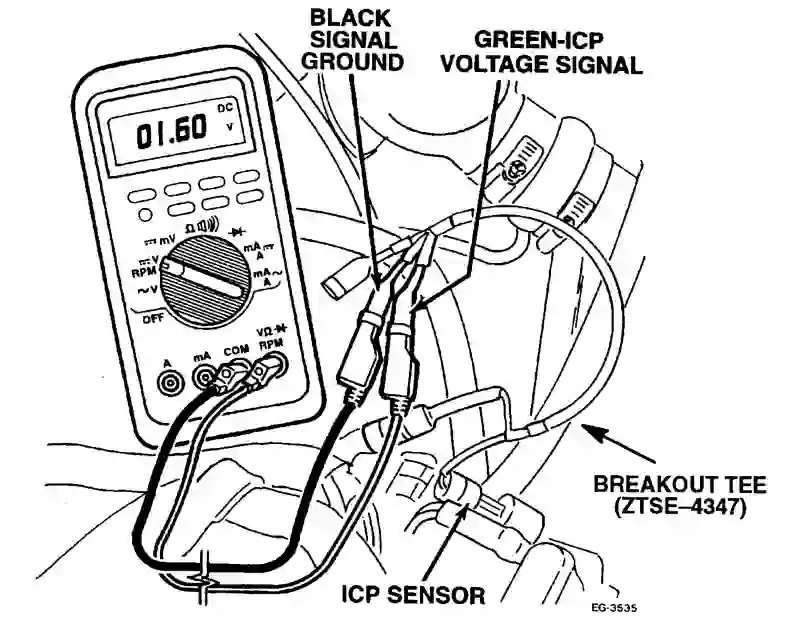 BLACK
SIGNAL
GROUND
GREEN-ICP
VOLTAGE SIGNAL
DC
01.60 V
Ω
mV
mA
A
V
RPM
mA
A
V
OFF
A
mA
COM
VΩ
RPM
BREAKOUT TEE
(ZTSE–4347)
ICP SENSOR
EG-3535